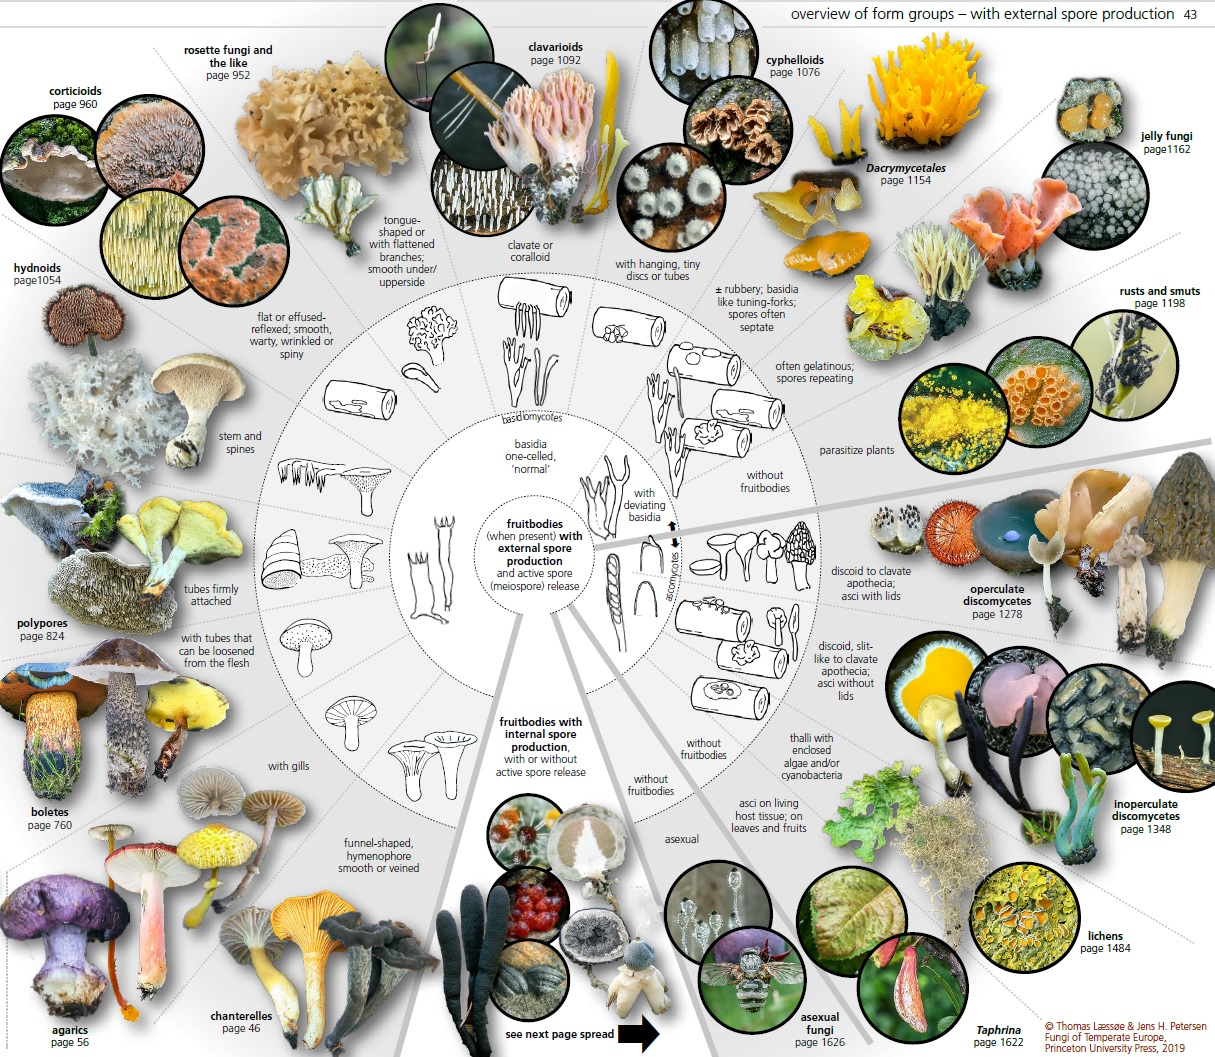 overview of form groups – with external spore production 43
rosette fungi and
the like
page 952
clavarioids
page 1092
cyphelloids
page 1076
corticioids
page 960
jelly fungi
page1162
Dacrymycetales
page 1154
tongue-
shaped or
with flattened
branches;
smooth under/
upperside
clavate or
coralloid
with hanging, tiny
discs or tubes
± rubbery; basidia
like tuning-forks;
spores often
septate
hydnoids
page1054
rusts and smuts
page 1198
flat or effused-
reflexed; smooth,
warty, wrinkled or
spiny
often gelatinous;
spores repeating
stem and
spines
parasitize plants
basidiomycotes
basidia
one-celled,
‘normal’
without
fruitbodies
with
deviating
basidia
fruitbodies
(when present) with
external spore
production
and active spore
(meiospore) release
ascomycotes
tubes firmly
attached
discoid to clavate
apothecia;
asci with lids
operculate
discomycetes
page 1278
polypores
page 824
with tubes that
can be loosened
from the flesh
discoid, slit-
like to clavate
apothecia;
asci without
lids
fruitbodies with
internal spore
production,
with or without
active spore release
without
fruitbodies
thalli with
enclosed
algae and/or
cyanobacteria
with gills
without
fruitbodies
boletes
page 760
inoperculate
discomycetes
page 1348
asci on living
host tissue; on
leaves and fruits
funnel-shaped,
hymenophore
smooth or veined
asexual
lichens
page 1484
agarics
page 56
chanterelles
page 46
see next page spread
asexual
fungi
page 1626
Taphrina
page 1622
© Thomas Læssøe & Jens H. Petersen
Fungi of Temperate Europe,
Princeton University Press, 2019